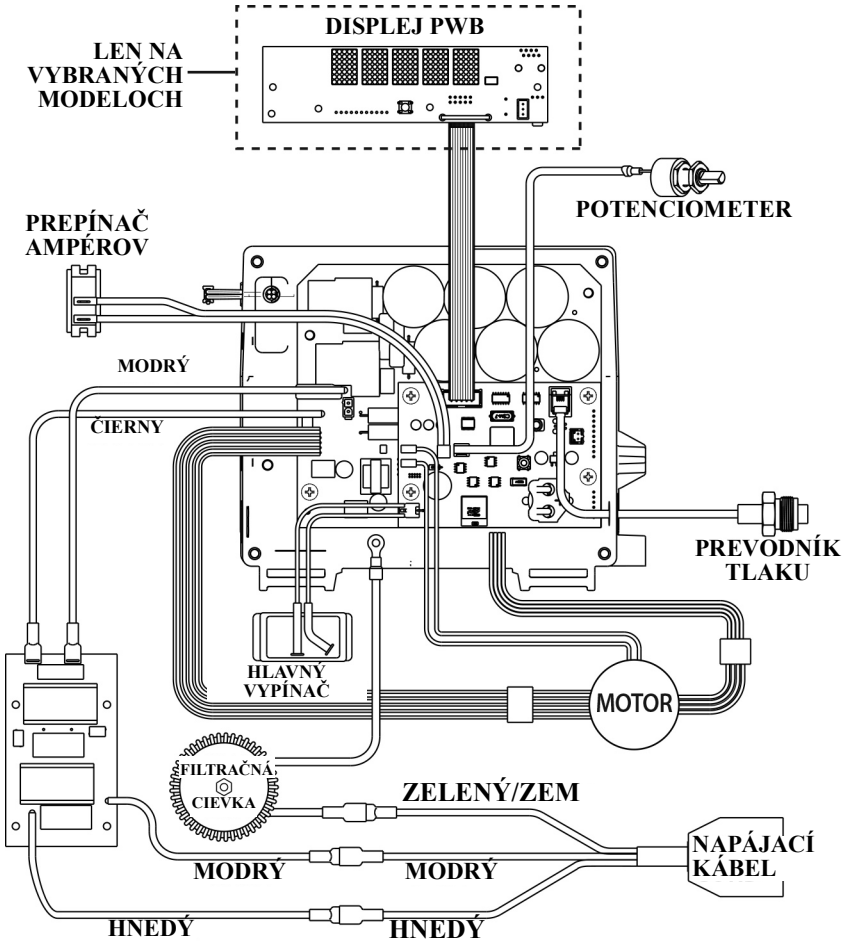 DISPLEJ PWB
LEN NA
VYBRANÝCH
MODELOCH
POTENCIOMETER
PREPÍNAČ
AMPÉROV
MODRÝ
ČIERNY
PREVODNÍK
TLAKU
HLAVNÝ
VYPÍNAČ
MOTOR
FILTRAČNÁ
CIEVKA
ZELENÝ/ZEM
NAPÁJACÍ
KÁBEL
MODRÝ
MODRÝ
HNEDÝ
HNEDÝ